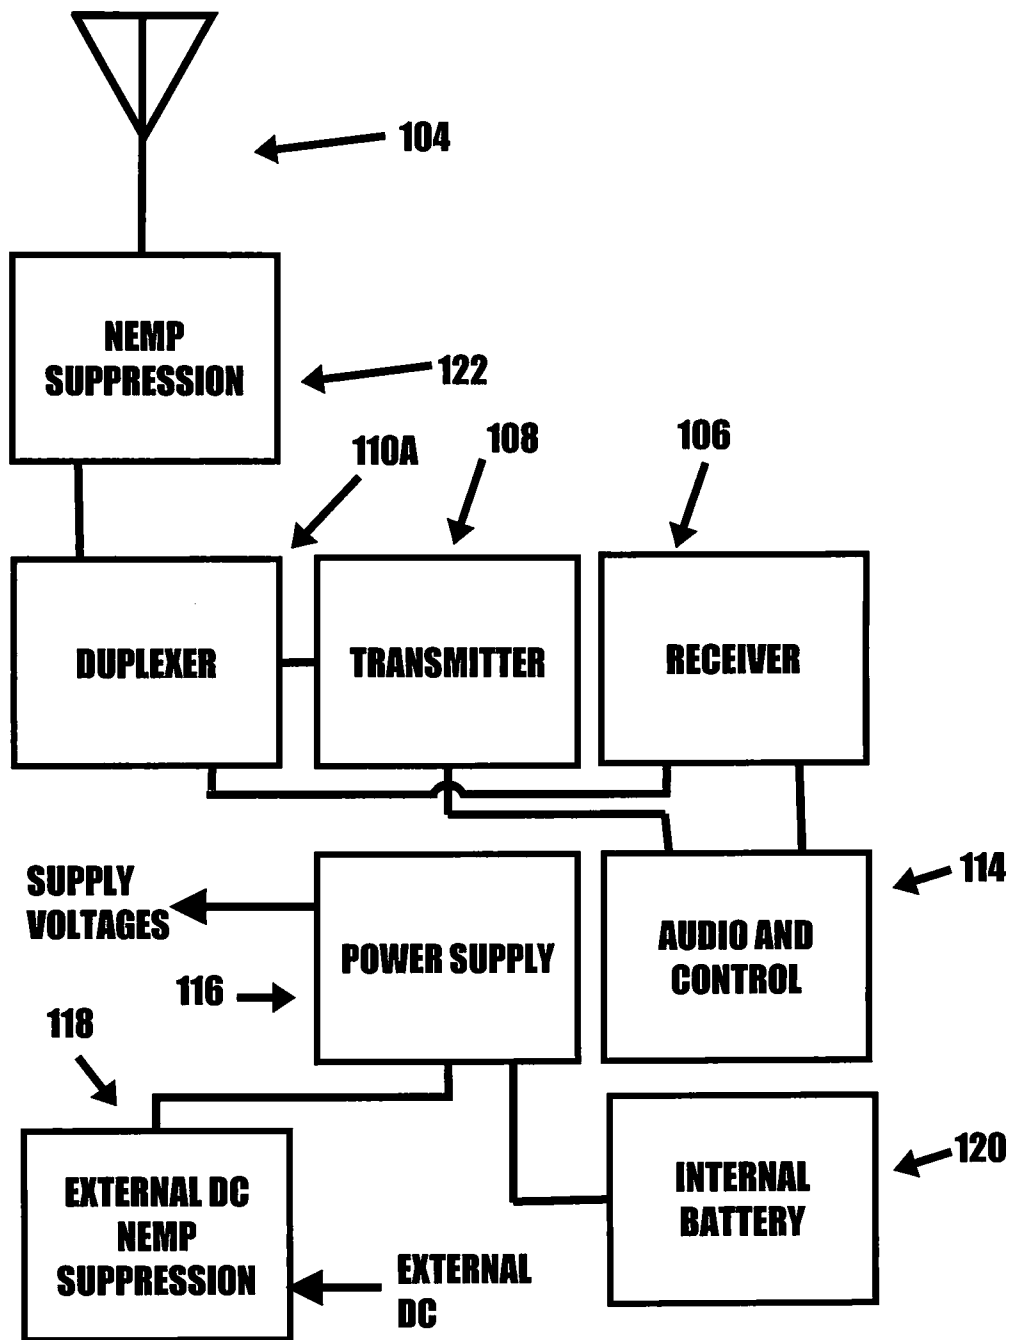 104
NEMP
SUPPRESSION
122
110A
108
106
DUPLEXER
TRANSMITTER
RECEIVER
SUPPLY
VOLTAGES
POWER SUPPLY
AUDIO AND
CONTROL
114
116
118
EXTERNAL DC
NEMP
SUPPRESSION
EXTERNAL
DC
INTERNAL
BATTERY
120